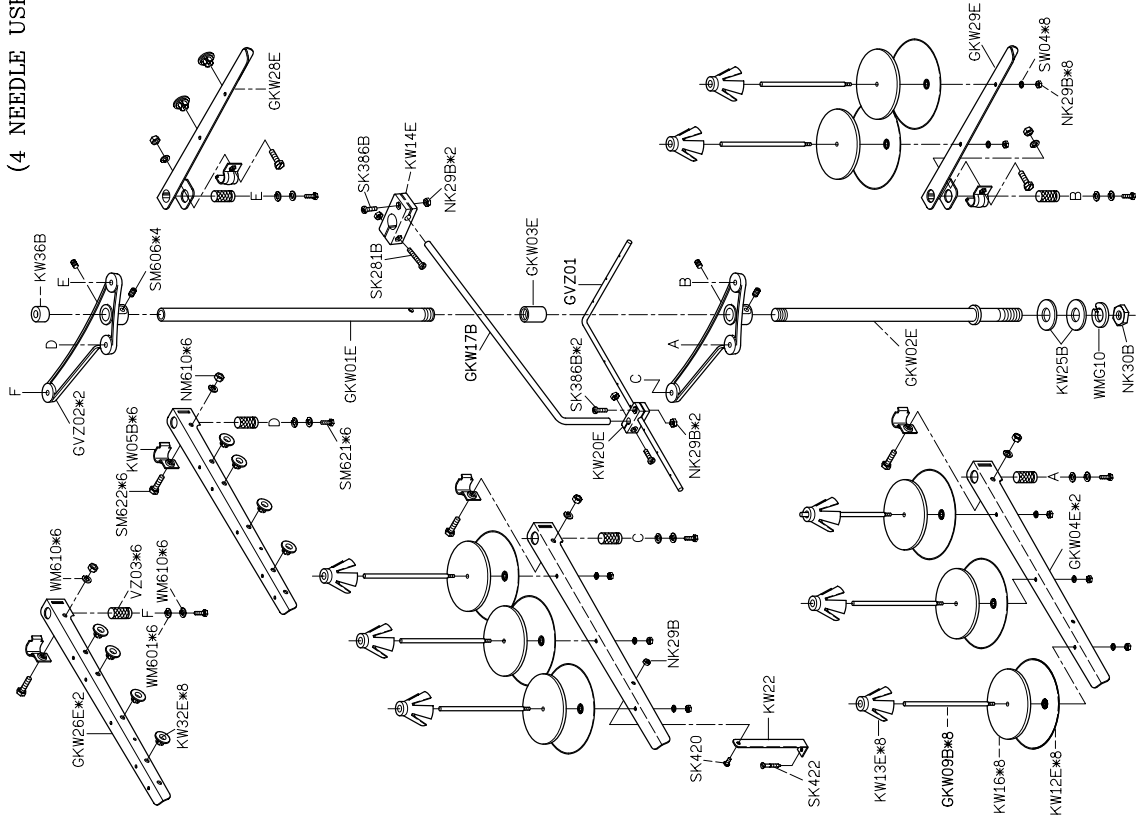 (4 NEEDLE USE
GKW28E
E
KW36B
SM606*4
E
D
F
GVZ02*2
GKW01E
SK386B
KW14E
NK29B*2
SK281B
GKW03E
GVZ01
GKW17B
SK386B*2
KW20E
NK29B*2
GKW29E
SW04*8
NK29B*8
B
B
A
C
GKW02E
KW25B
WMG10
NK30B
NM610*6
KW05B*6
SM622*6
D
SM621*6
WM610*6
VZ03*6
WM610*6
F
WM601*6
KW32E*8
GKW26E*2
C
NK29B
KW22
SK420
SK422
A
GKW04E*2
KW13E*8
GKW09B*8
KW16*8
KW12E*8